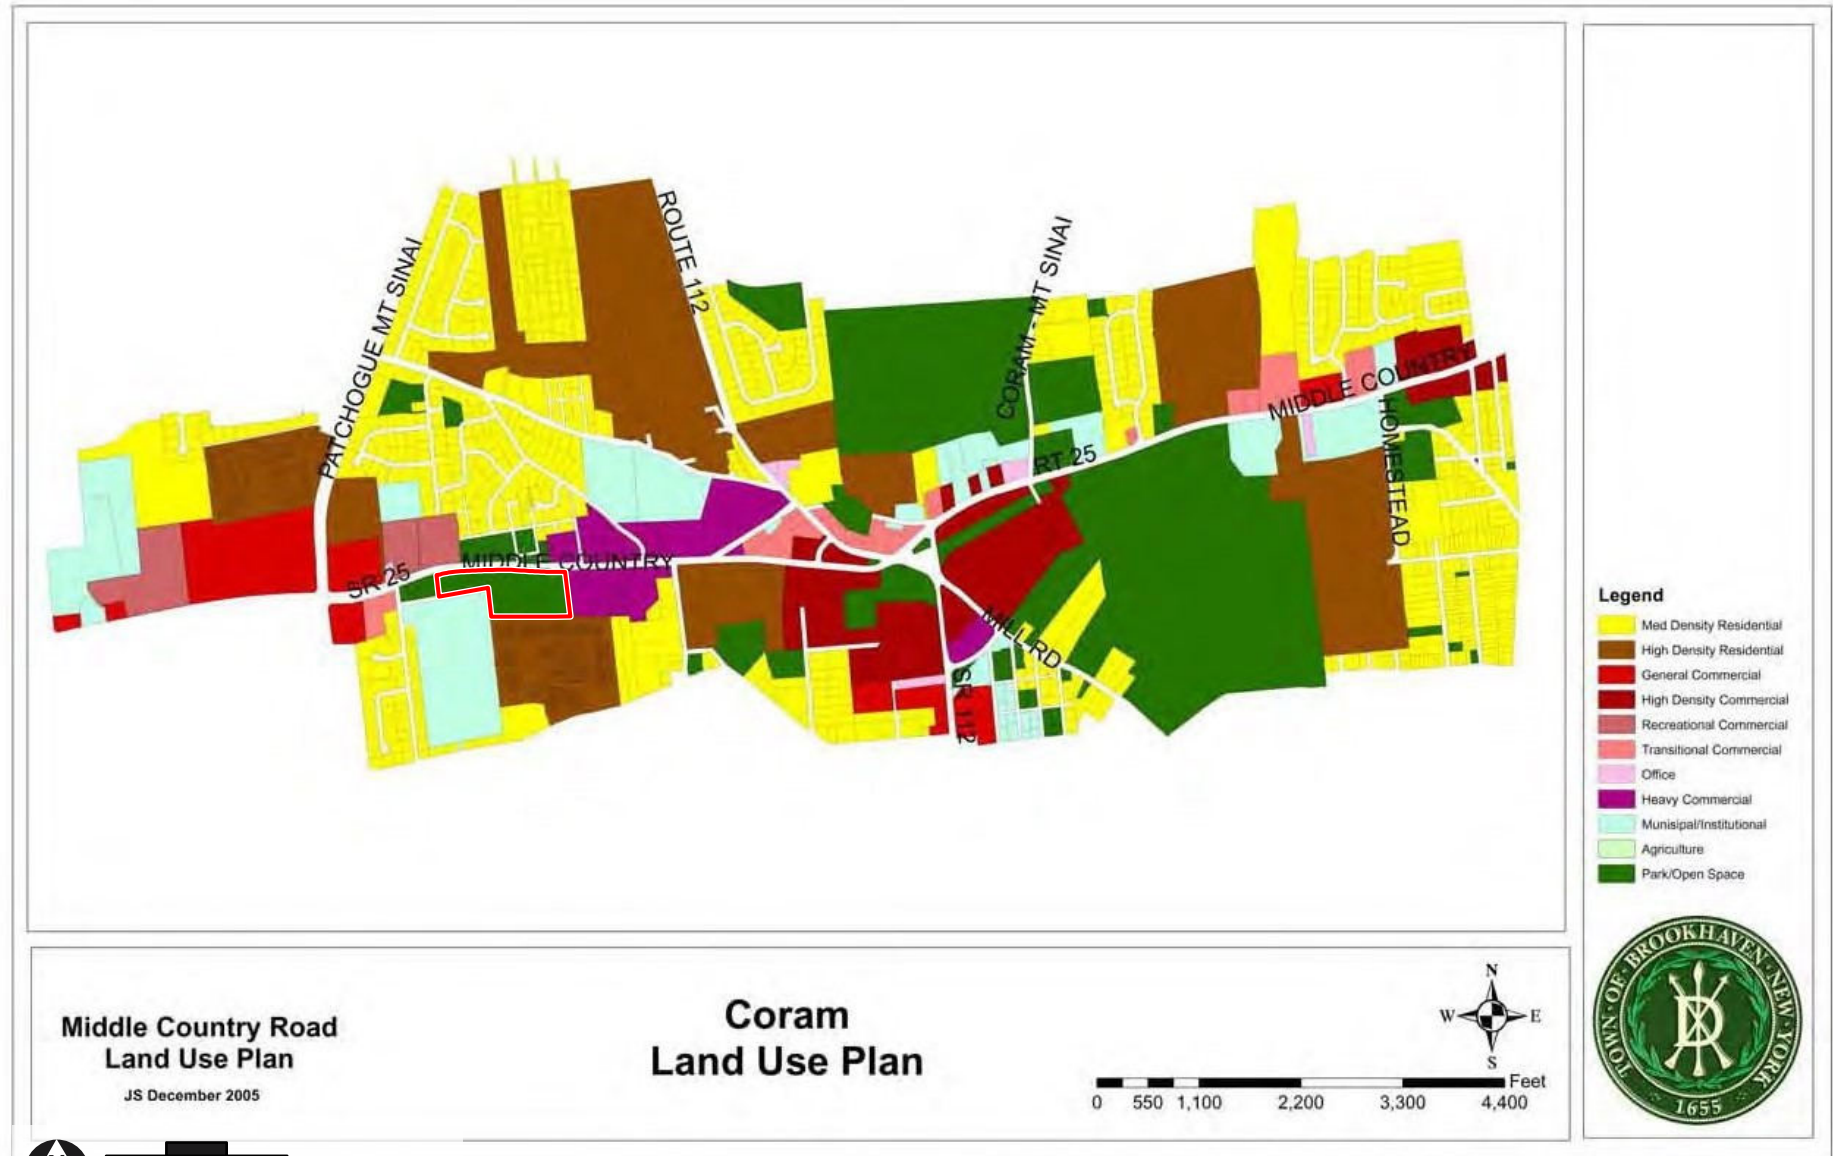 PATCHOGUE MT SINAI
ROUTE 112
CORAM - MT SINAI
MIDDLE COUNTRY
HOMESTEAD
RT 25
SR 25
MIDDLE COUNTRY
MILL RD
SR 112
Legend
Med Density Residential
High Density Residential
General Commercial
High Density Commercial
Recreational Commercial
Transitional Commercial
Office
Heavy Commercial
Munisipal/Institutional
Agriculture
Park/Open Space
Middle Country Road
Land Use Plan
JS December 2005
Coram
Land Use Plan
N
W E
S
Feet
0 550 1,100 2,200 3,300 4,400
TOWN · OF · BROOKHAVEN · NEW · YORK
1655